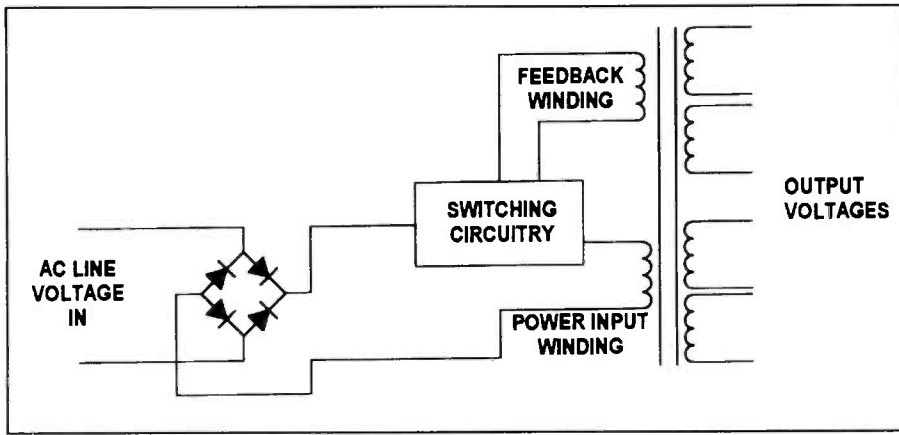 FEEDBACK
WINDING
SWITCHING
CIRCUITRY
OUTPUT
VOLTAGES
AC LINE
VOLTAGE
IN
POWER INPUT
WINDING